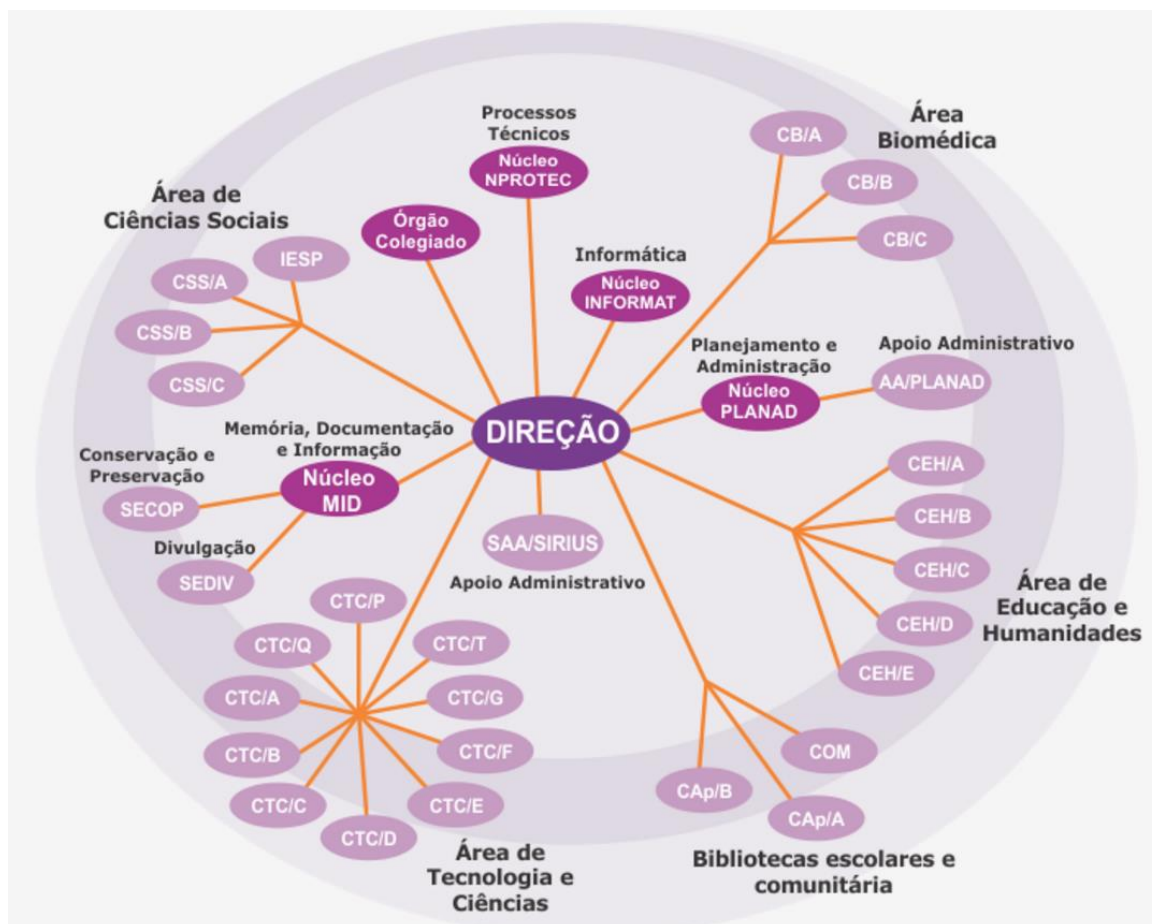 Processos
Técnicos
Núcleo
NPROTEC
Área
Biomédica
CB/A
CB/B
CB/C
Área de
Ciências Sociais
Órgão
Colegiado
IESP
CSS/A
CSS/B
CSS/C
Informática
Núcleo
INFORMAT
Planejamento e
Administração
Núcleo
PLANAD
Apoio Administrativo
AA/PLANAD
DIREÇÃO
Memória, Documentação
e Informação
Núcleo
MID
Conservação e
Preservação
SECOP
Divulgação
SEDIV
SAA/SIRIUS
Apoio Administrativo
CEH/A
CEH/B
CEH/C
CEH/D
CEH/E
Área de
Educação e
Humanidades
CTC/P
CTC/Q
CTC/T
CTC/A
CTC/G
CTC/B
CTC/F
CTC/C
CTC/E
CTC/D
Área de
Tecnologia e
Ciências
COM
CAp/B
CAp/A
Bibliotecas escolares e
comunitária